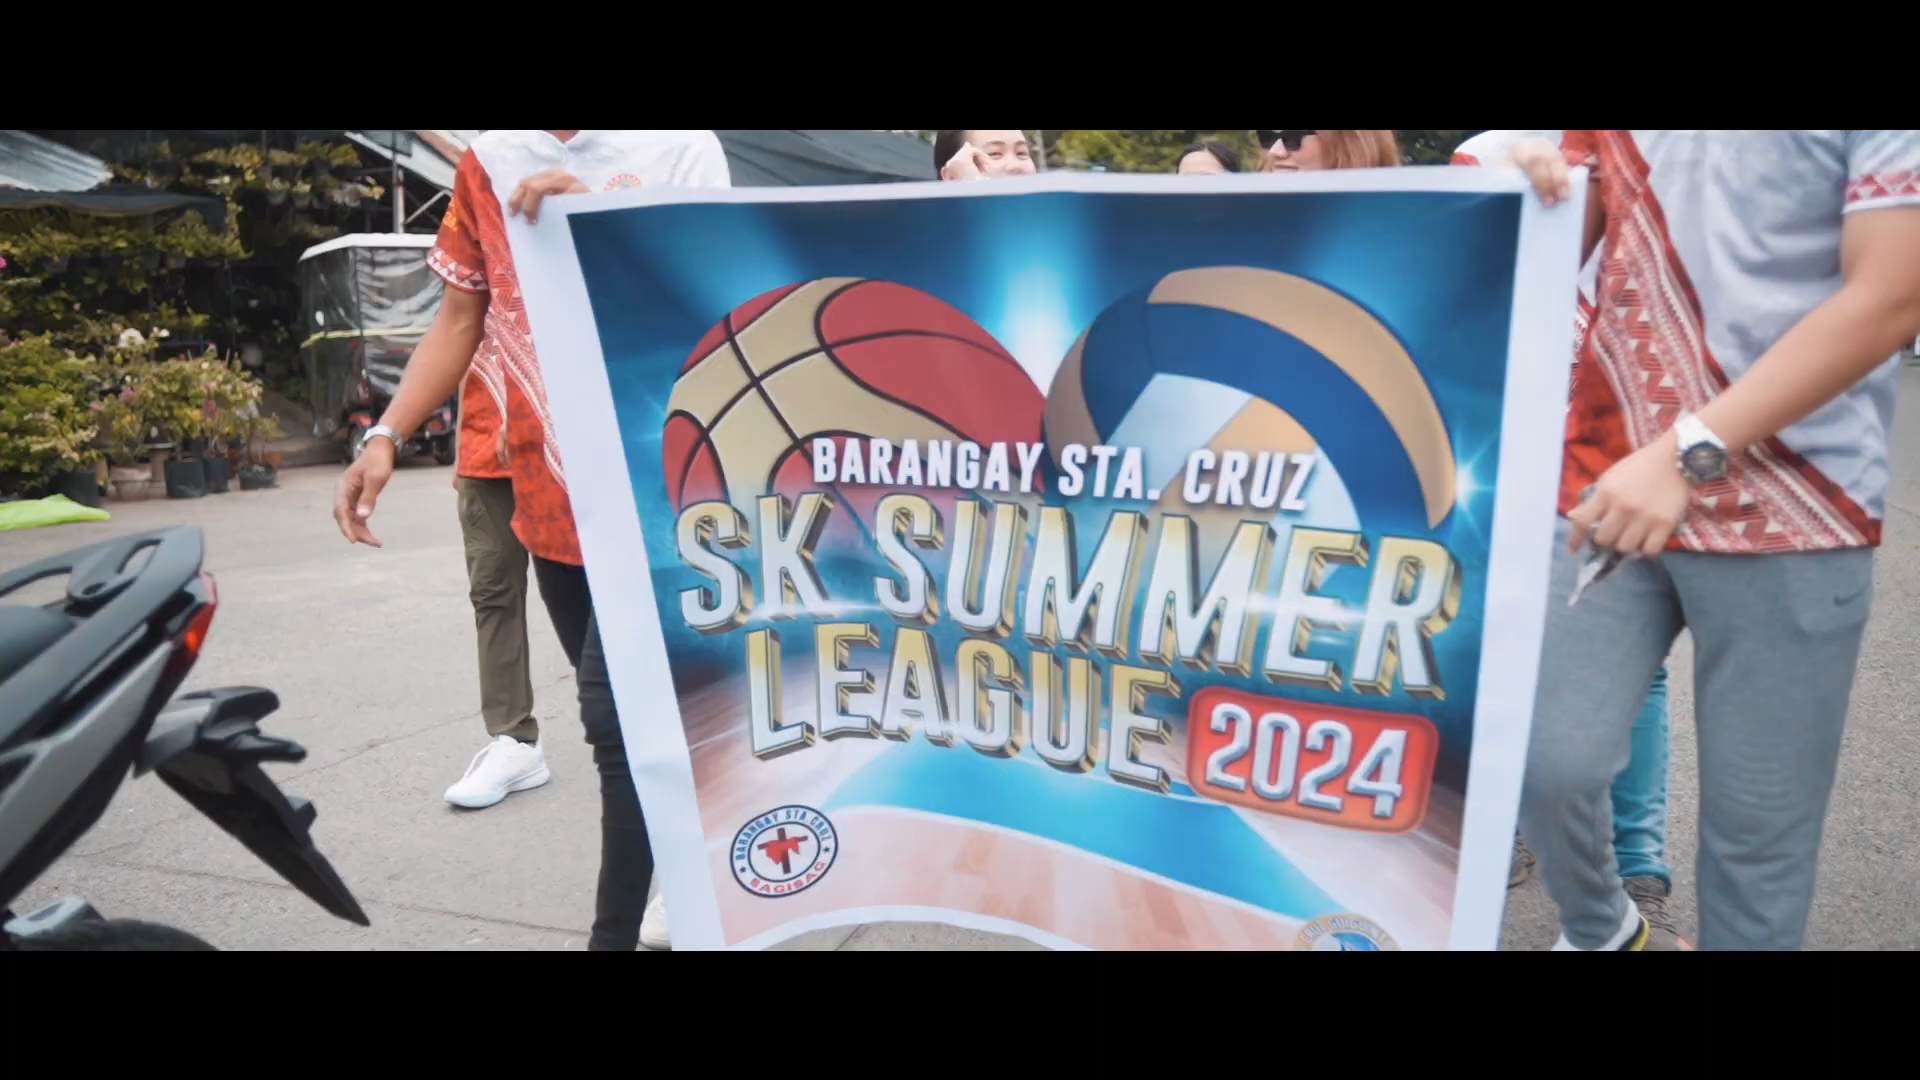 BARANGAY STA. CRUZ
SK SUMMER
LEAGUE
2024
BARANGAY STA CRUZ
SAGISAG